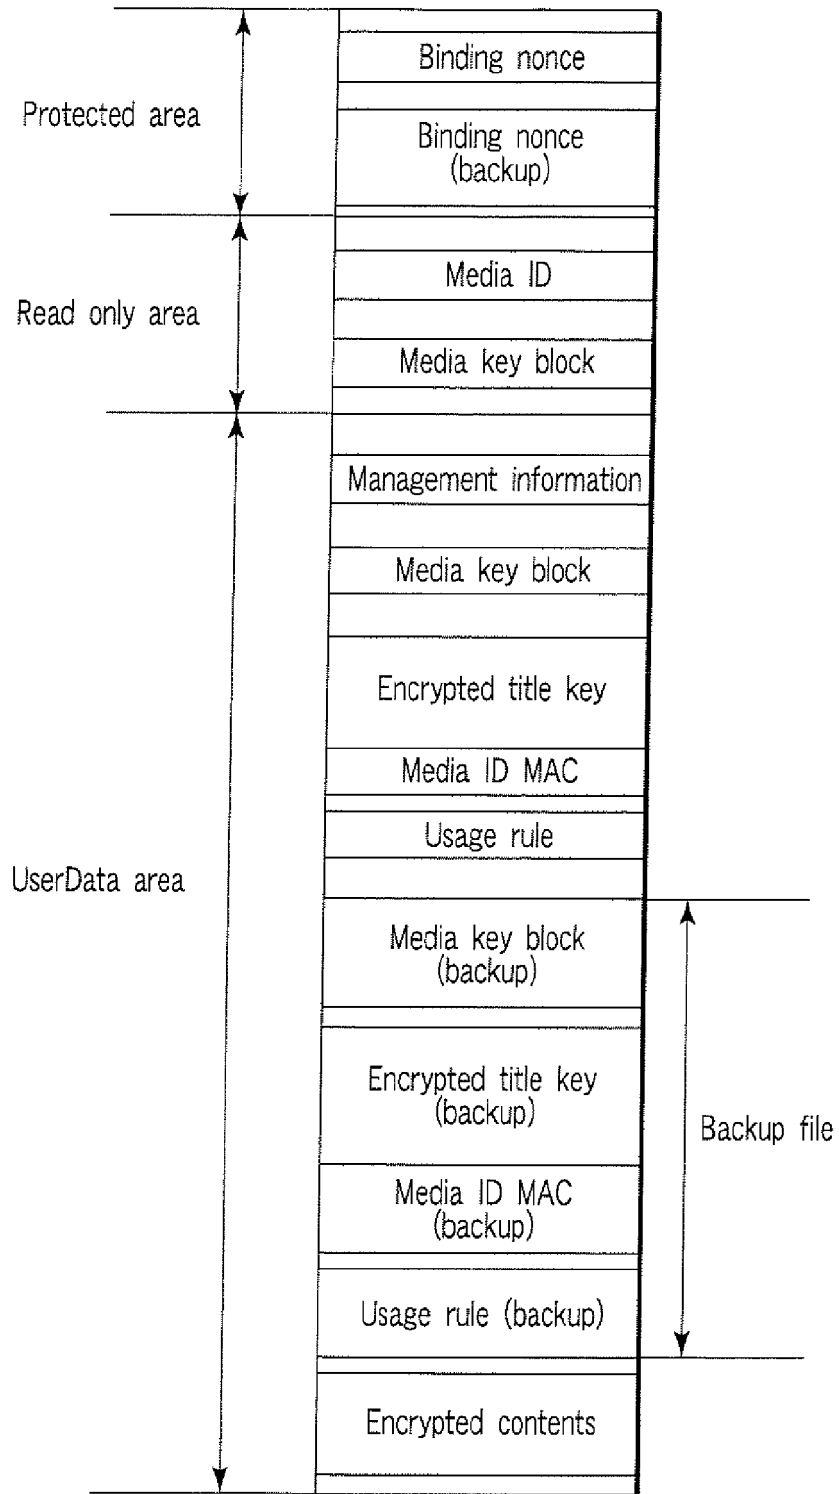 Binding nonce
Protected area
Binding nonce
(backup)
Media ID
Read only area
Media key block
Management information
Media key block
Encrypted title key
Media ID MAC
Usage rule
UserData area
Media key block
(backup)
Encrypted title key
(backup)
Backup file
Media ID MAC
(backup)
Usage rule (backup)
Encrypted contents